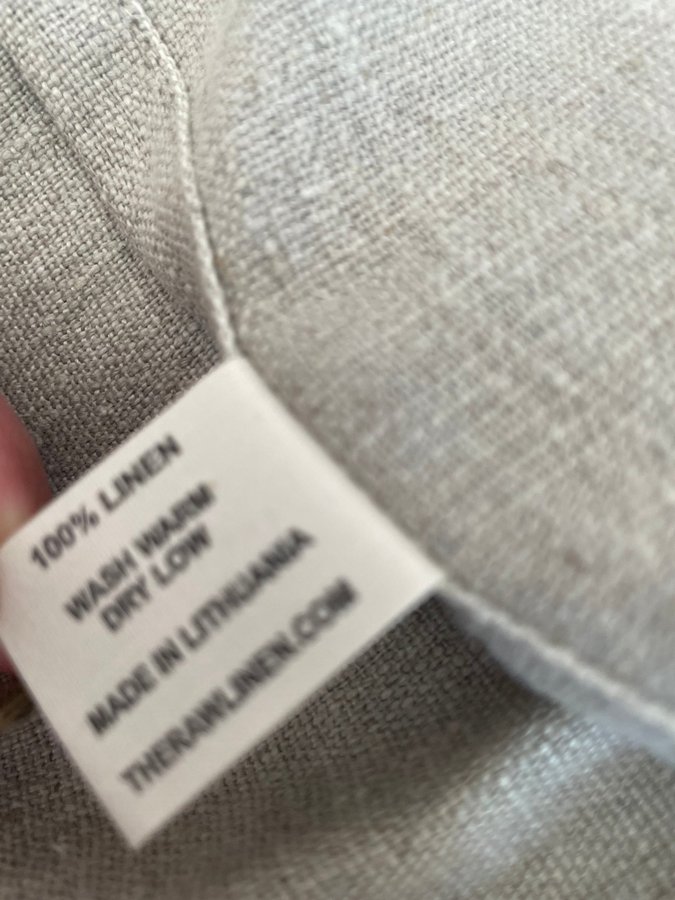 100% LINEN
WASH WARM
DRY LOW
MADE IN LITHUANIA
THERAWLINEN.COM